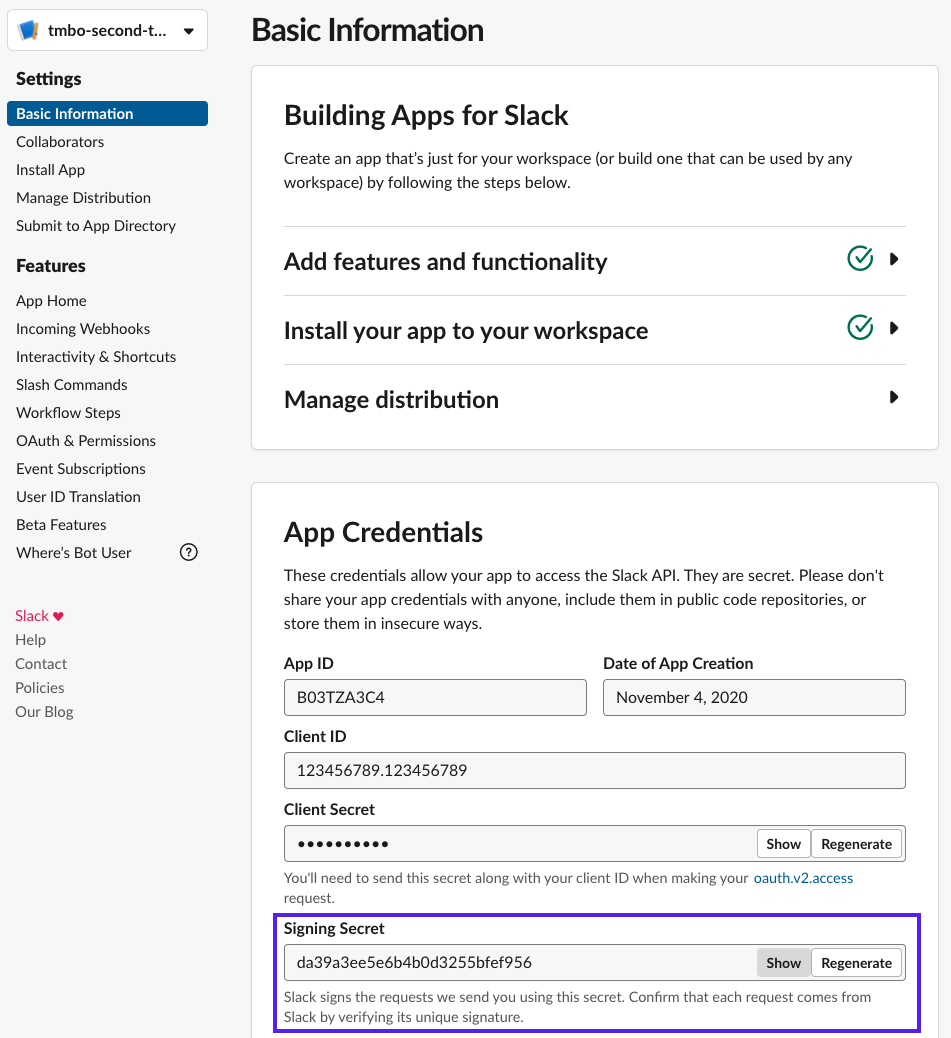 tmbo-second-t...
Settings
Basic Information
Collaborators
Install App
Manage Distribution
Submit to App Directory
Features
App Home
Incoming Webhooks
Interactivity & Shortcuts
Slash Commands
Workflow Steps
OAuth & Permissions
Event Subscriptions
User ID Translation
Beta Features
Where's Bot User ?
Slack ♥
Help
Contact
Policies
Our Blog
Basic Information
Building Apps for Slack
Create an app that's just for your workspace (or build one that can be used by any
workspace) by following the steps below.
Add features and functionality
Install your app to your workspace
Manage distribution
App Credentials
These credentials allow your app to access the Slack API. They are secret. Please don't
share your app credentials with anyone, include them in public code repositories, or
store them in insecure ways.
App ID Date of App Creation
B03TZA3C4 November 4, 2020
Client ID
123456789.123456789
Client Secret
•••••••••• Show Regenerate
You'll need to send this secret along with your client ID when making your oauth.v2.access
request.
Signing Secret
da39a3ee5e6b4b0d3255bfef956 Show Regenerate
Slack signs the requests we send you using this secret. Confirm that each request comes from
Slack by verifying its unique signature.